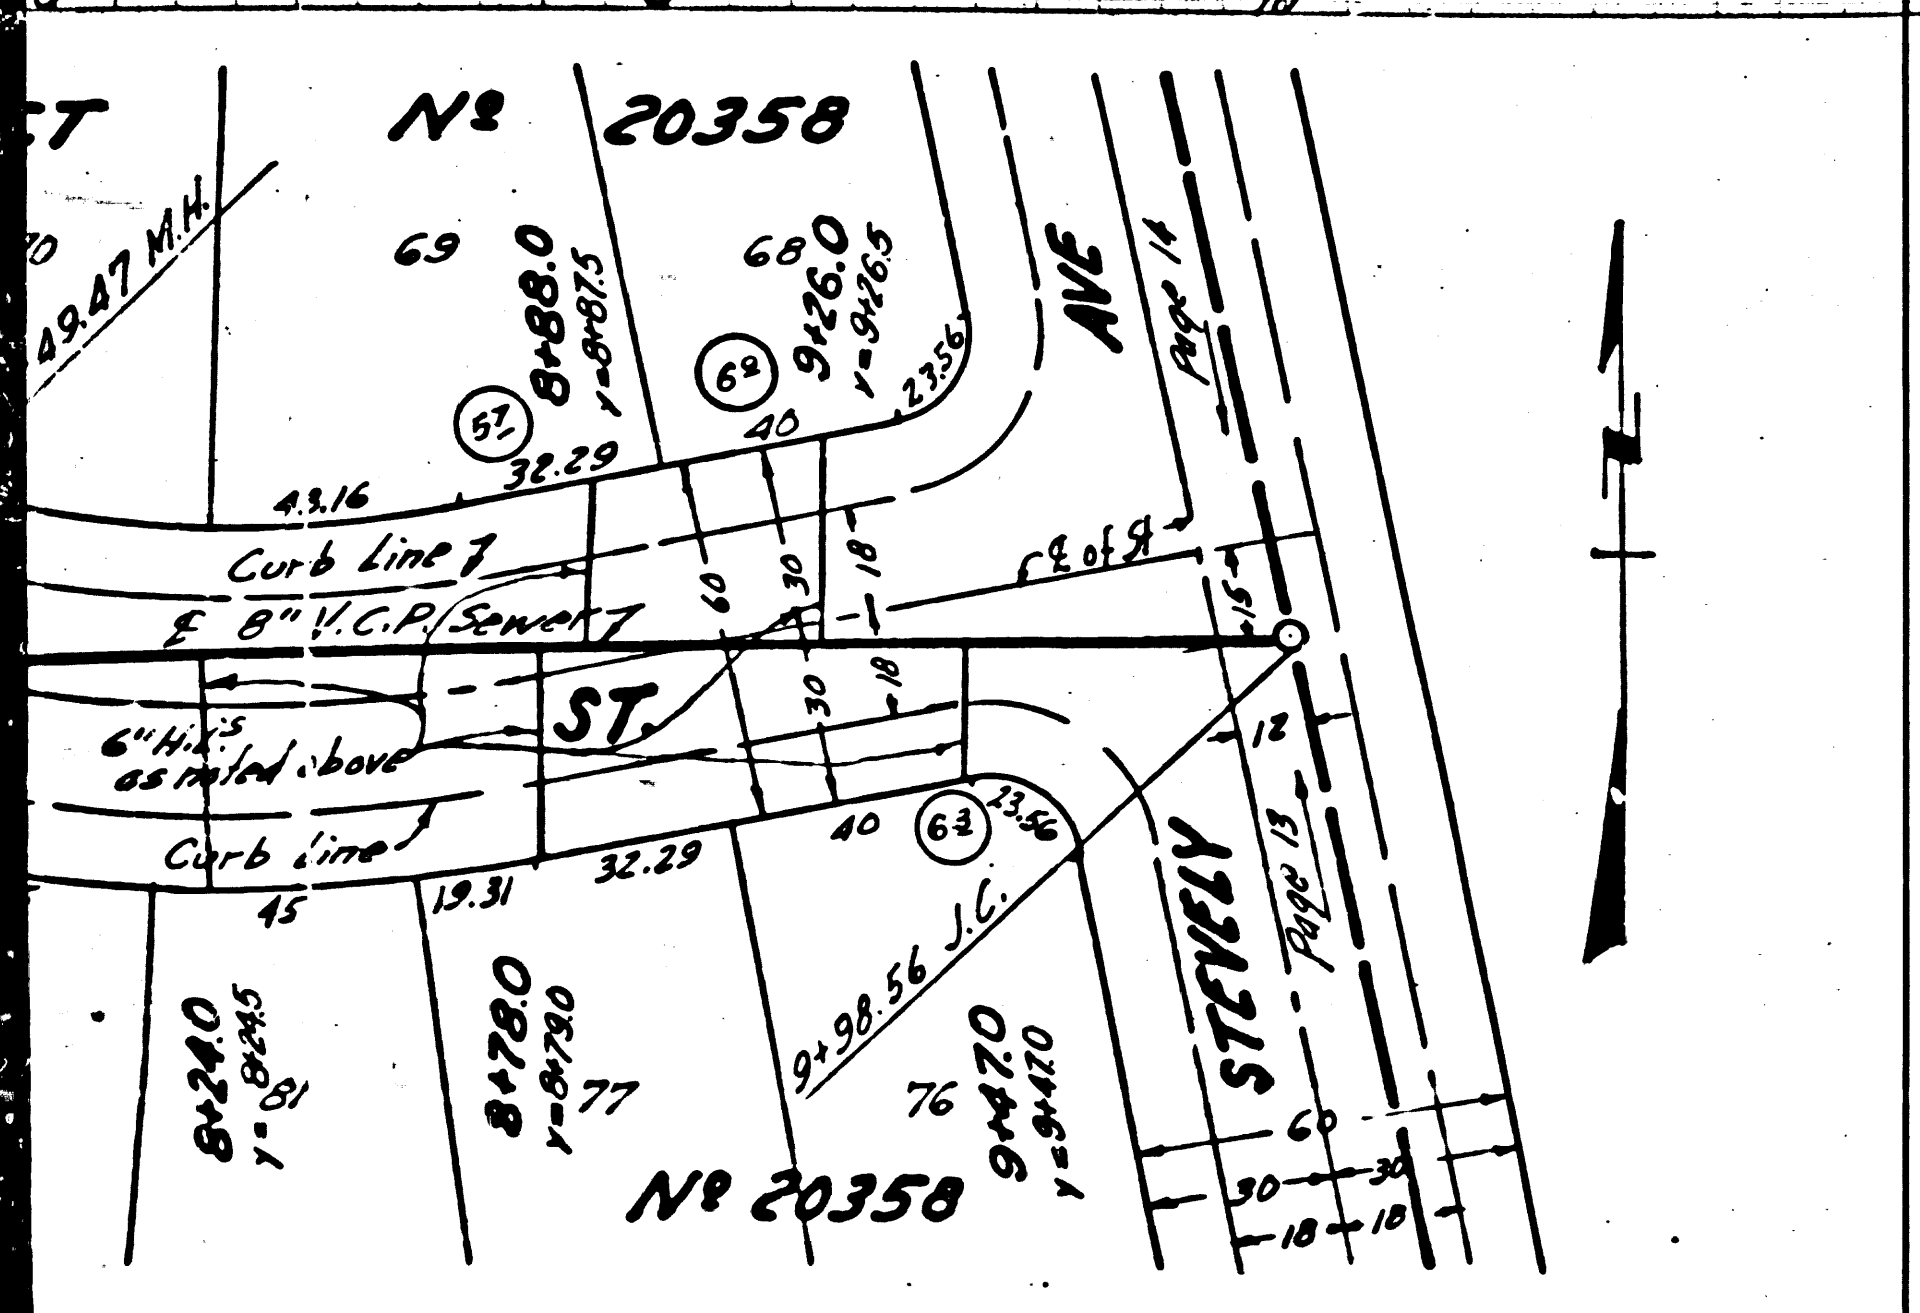 CT
Nº 20358
49.47 M.H.
70
69
8+88.0
Y=8+87.5
68
9+26.0
Y=9+26.5
23.56
AVE
Page 14
57
6º
40
32.29
43.16
Curb Line
℄ of St
18
30
60
15
℄ 8" V.C.P. Sewer
ST.
18
30
12
6" H.C.'s
as noted above
Curb Line
40
23.56
32.29
19.31
45
Page 13
STEVELY
9+98.56 J.C.
8+24.0
Y=8+24.5
81
8+78.0
Y=8+79.0
77
76
9+47.0
Y=9+47.0
Nº 20358
60
30
30
18
18
N